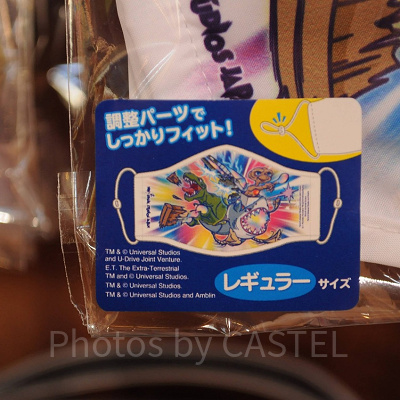 調整パーツで
しっかりフィット!
TM & © Universal Studios
and U-Drive Joint Venture.
E.T. The Extra-Terrestrial
TM and © Universal Studios.
TM & © Universal Studios.
TM & © Universal Studios and Amblin
レギュラー サイズ
Photos by CASTEL